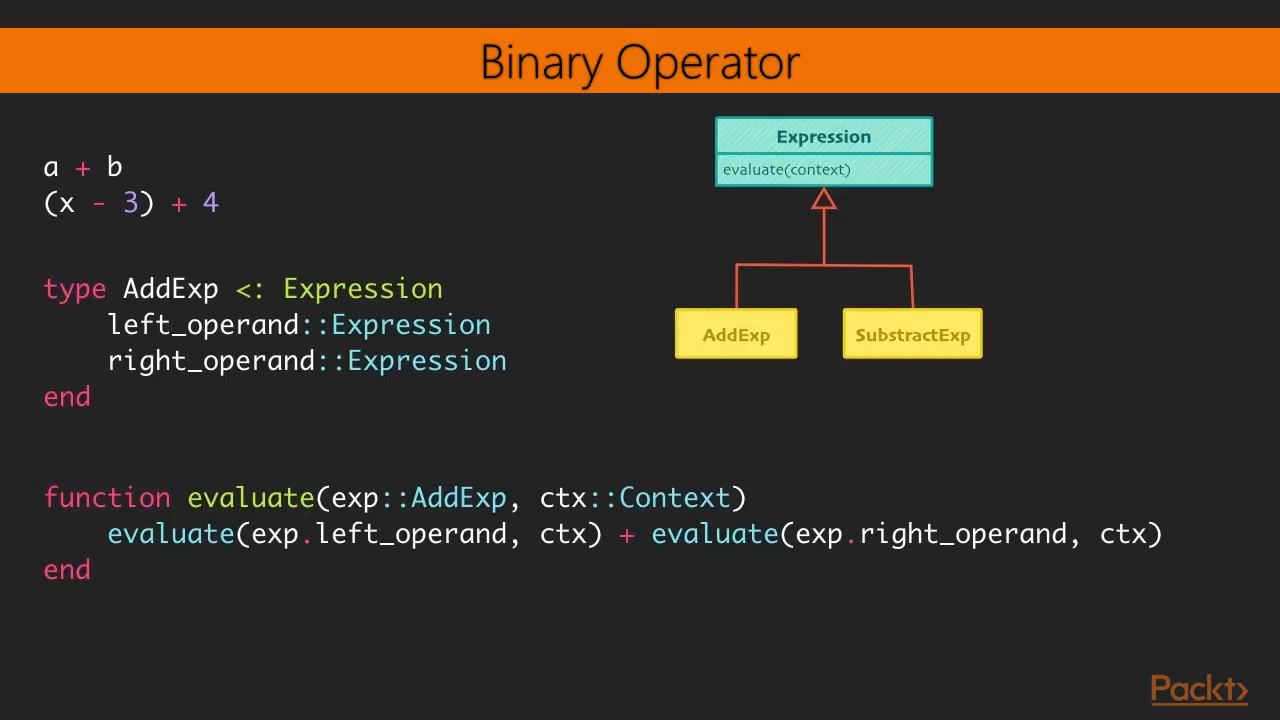 Binary Operator
a + b
(x - 3) + 4
type AddExp <: Expression
left_operand::Expression
right_operand::Expression
end
function evaluate(exp::AddExp, ctx::Context)
evaluate(exp.left_operand, ctx) + evaluate(exp.right_operand, ctx)
end
Expression
evaluate(context)
AddExp
SubstractExp
Packt>